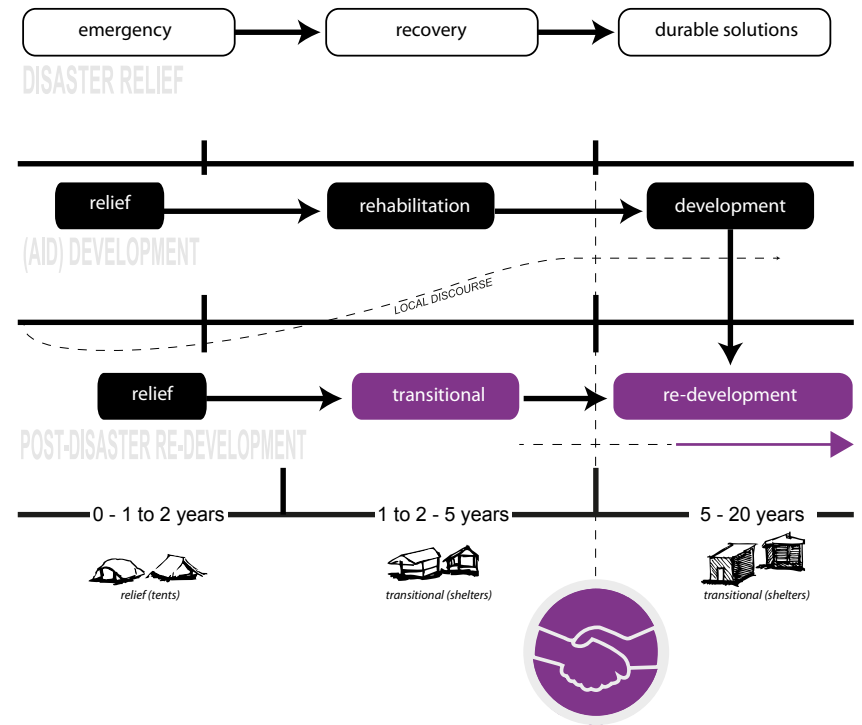 emergency
recovery
durable solutions
DISASTER RELIEF
relief
rehabilitation
development
(AID) DEVELOPMENT
LOCAL DISCOURSE
relief
transitional
re-development
POST-DISASTER RE-DEVELOPMENT
0 - 1 to 2 years
1 to 2 - 5 years
5 - 20 years
relief (tents)
transitional (shelters)
transitional (shelters)